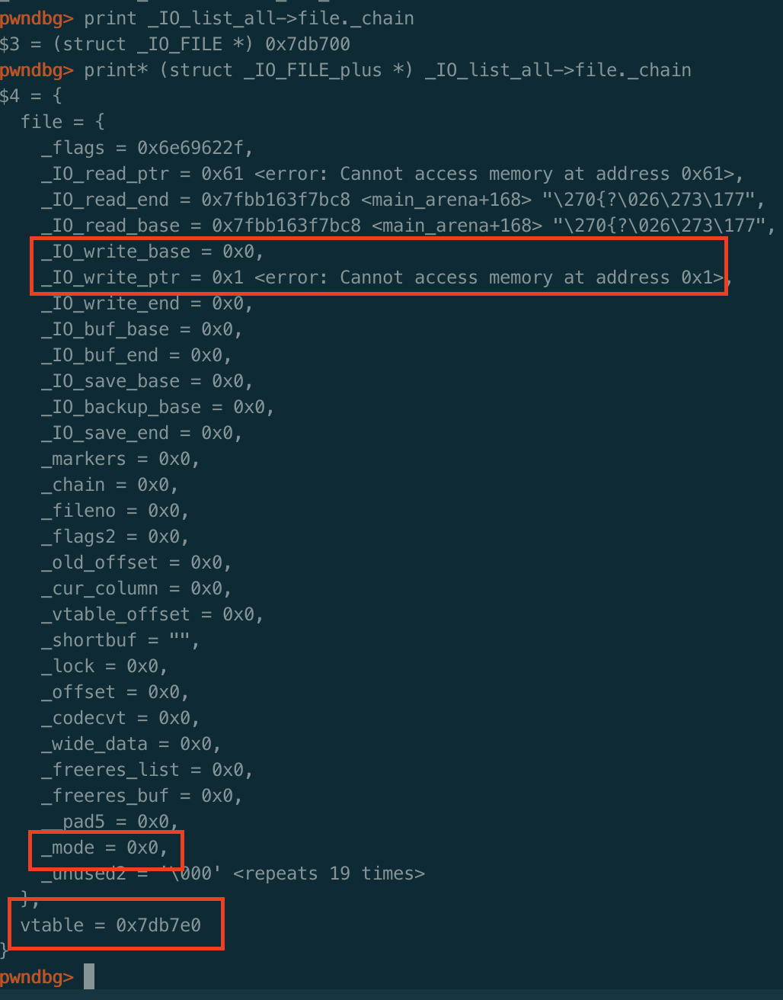 pwndbg> print _IO_list_all->file._chain
$3 = (struct _IO_FILE *) 0x7db700
pwndbg> print* (struct _IO_FILE_plus *) _IO_list_all->file._chain
$4 = {
  file = {
    _flags = 0x6e69622f,
    _IO_read_ptr = 0x61 <error: Cannot access memory at address 0x61>,
    _IO_read_end = 0x7fbb163f7bc8 <main_arena+168> "\270{?\026\273\177",
    _IO_read_base = 0x7fbb163f7bc8 <main_arena+168> "\270{?\026\273\177",
    _IO_write_base = 0x0,
    _IO_write_ptr = 0x1 <error: Cannot access memory at address 0x1>,
    _IO_write_end = 0x0,
    _IO_buf_base = 0x0,
    _IO_buf_end = 0x0,
    _IO_save_base = 0x0,
    _IO_backup_base = 0x0,
    _IO_save_end = 0x0,
    _markers = 0x0,
    _chain = 0x0,
    _fileno = 0x0,
    _flags2 = 0x0,
    _old_offset = 0x0,
    _cur_column = 0x0,
    _vtable_offset = 0x0,
    _shortbuf = "",
    _lock = 0x0,
    _offset = 0x0,
    _codecvt = 0x0,
    _wide_data = 0x0,
    _freeres_list = 0x0,
    _freeres_buf = 0x0,
    __pad5 = 0x0,
    _mode = 0x0,
    _unused2 = '\000' <repeats 19 times>
  },
  vtable = 0x7db7e0
}
pwndbg>